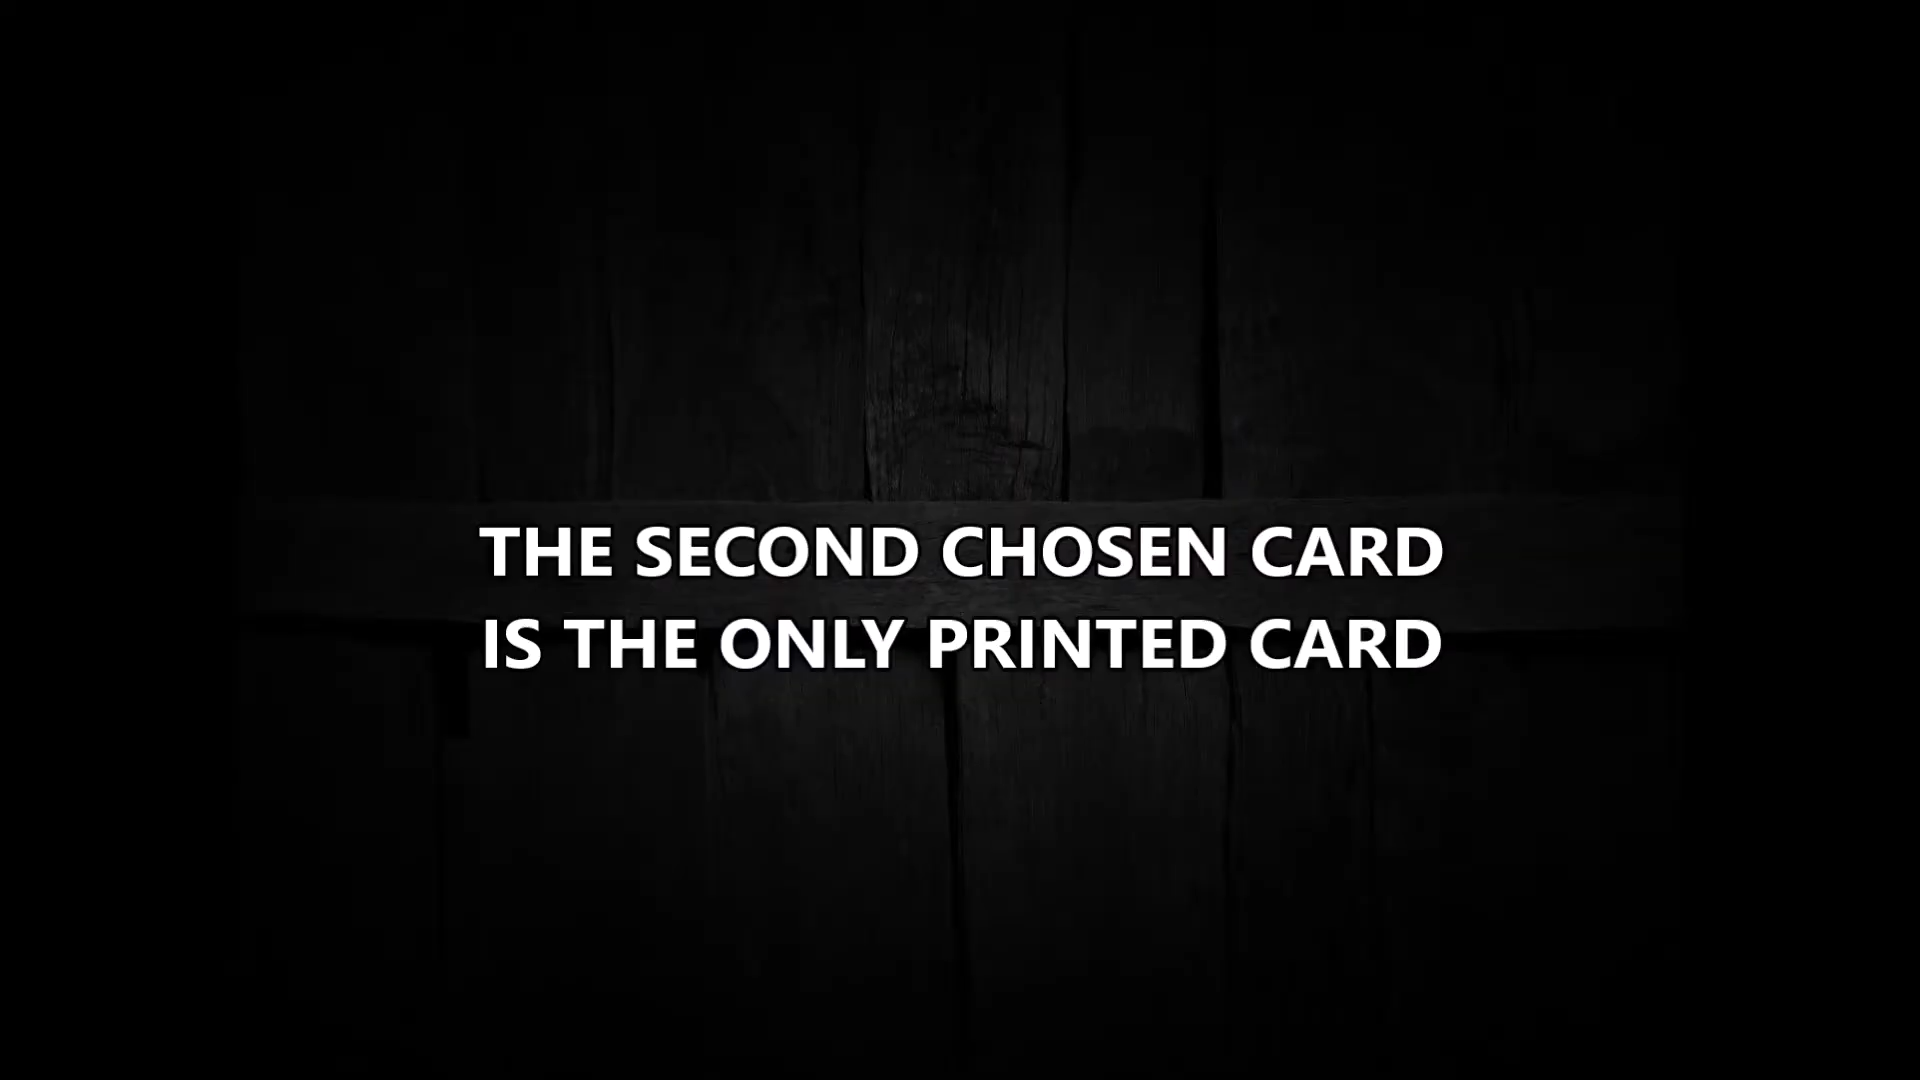 THE SECOND CHOSEN CARD
IS THE ONLY PRINTED CARD